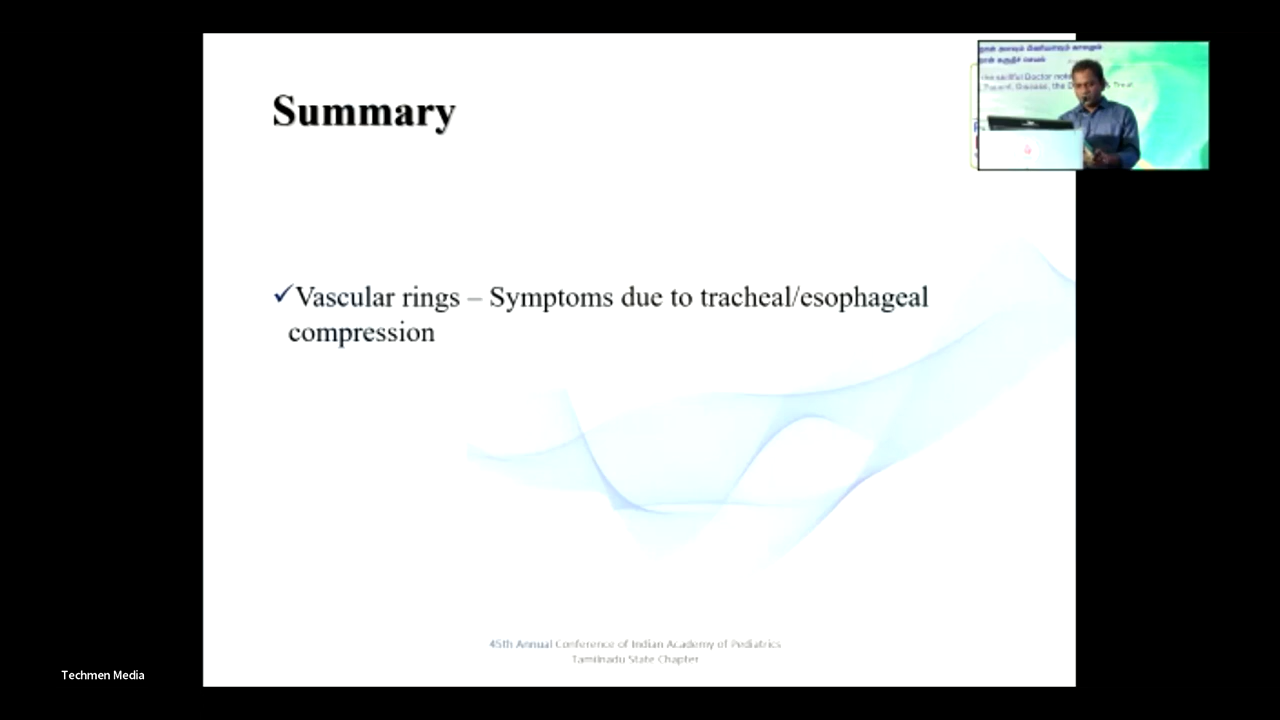 Summary
✓Vascular rings – Symptoms due to tracheal/esophageal
compression
45th Annual Conference of Indian Academy of Pediatrics
Tamilnadu State Chapter
Techmen Media